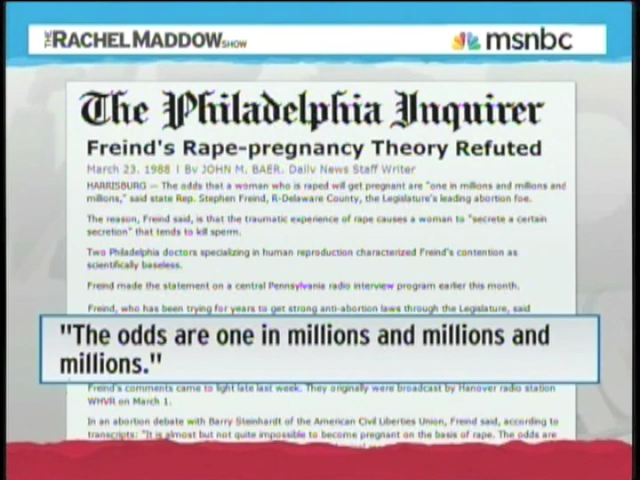 THE RACHEL MADDOW SHOW
msnbc
The Philadelphia Inquirer
Freind's Rape-pregnancy Theory Refuted
March 23, 1988 | By JOHN M. BAER, Daily News Staff Writer
HARRISBURG — The odds that a woman who is raped will get pregnant are "one in millions and millions and
millions," said state Rep. Stephen Freind, R-Delaware County, the Legislature's leading abortion foe.
The reason, Freind said, is that the traumatic experience of rape causes a woman to "secrete a certain
secretion" that tends to kill sperm.
Two Philadelphia doctors specializing in human reproduction characterized Freind's contention as
scientifically baseless.
Freind made the statement on a central Pennsylvania radio interview program earlier this month.
Freind, who has been trying for years to get strong anti-abortion laws through the Legislature, said
"The odds are one in millions and millions and
millions."
Freind's comments came to light late last week. They originally were broadcast by Hanover radio station
WHVR on March 1.
In an abortion debate with Barry Steinhardt of the American Civil Liberties Union, Freind said, according to
transcripts: "It is almost but not quite impossible to become pregnant on the basis of rape. The odds are